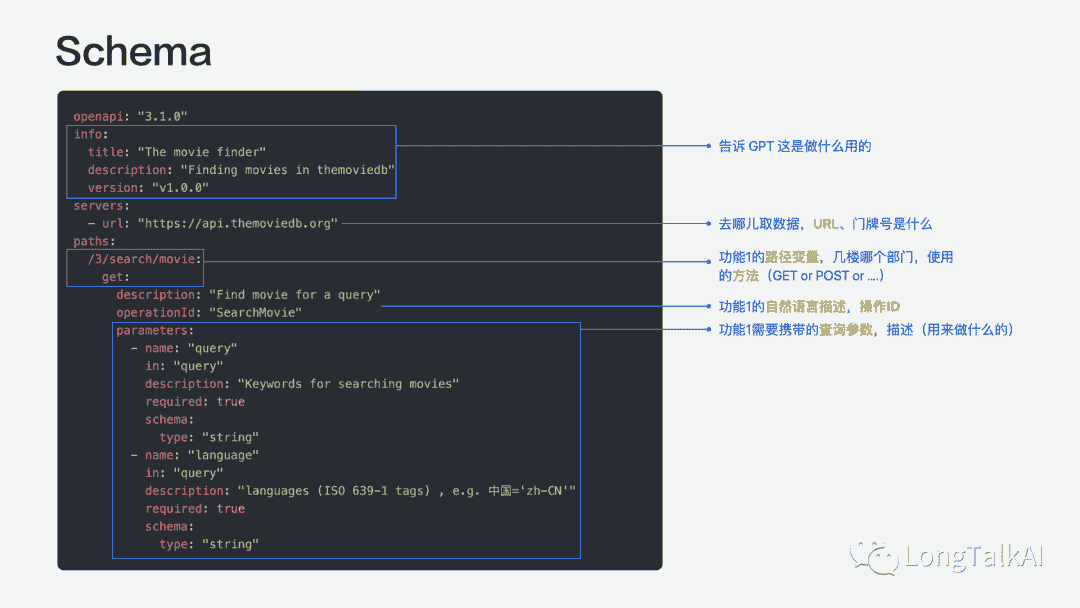 Schema
openapi: "3.1.0"
info:
title: "The movie finder"
description: "Finding movies in themoviedb"
version: "v1.0.0"
servers:
- url: "https://api.themoviedb.org"
paths:
/3/search/movie:
get:
description: "Find movie for a query"
operationId: "SearchMovie"
parameters:
- name: "query"
in: "query"
description: "Keywords for searching movies"
required: true
schema:
type: "string"
- name: "language"
in: "query"
description: "languages (ISO 639-1 tags) , e.g. 中国='zh-CN'"
required: true
schema:
type: "string"
告诉 GPT 这是做什么用的
去哪儿取数据，URL、门牌号是什么
功能1的路径变量，几楼哪个部门，使用
的方法（GET or POST or ....）
功能1的自然语言描述，操作ID
功能1需要携带的查询参数，描述（用来做什么的）
LongTalkAI